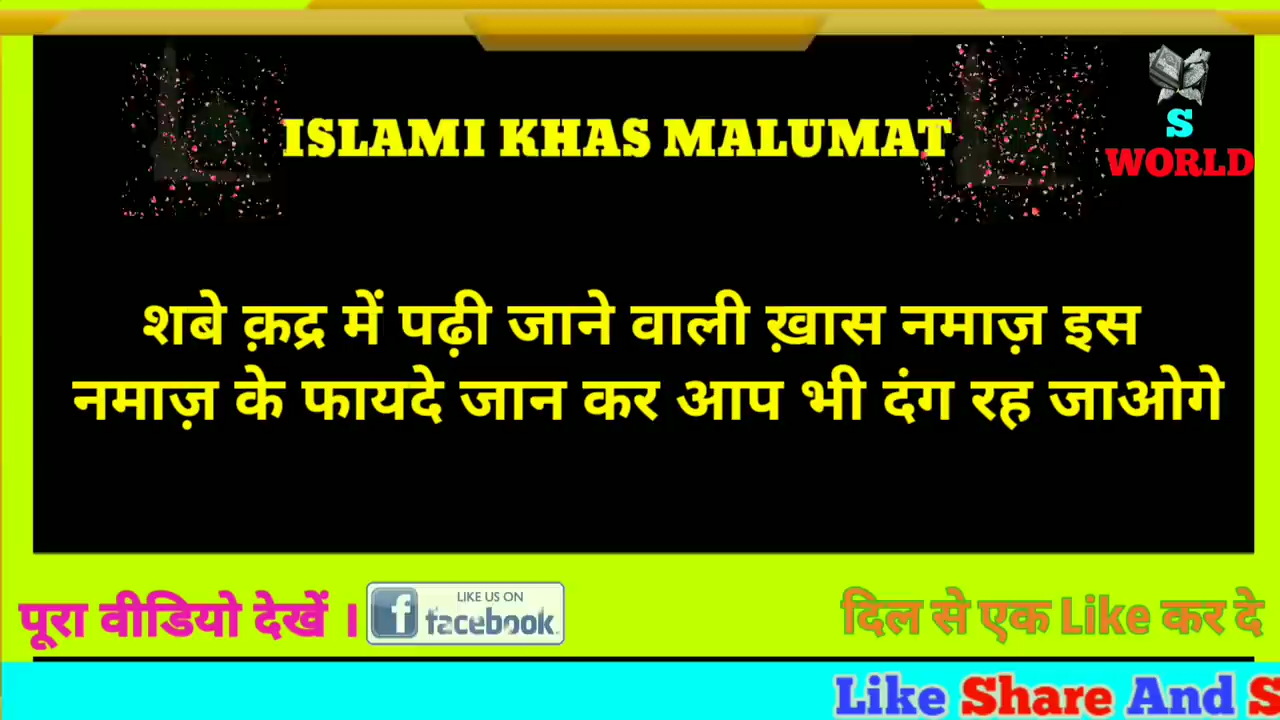 ISLAMI KHAS MALUMAT
S
WORLD
शबे क़द्र में पढ़ी जाने वाली ख़ास नमाज़ इस
नमाज़ के फायदे जान कर आप भी दंग रह जाओगे
पूरा वीडियो देखें ।
LIKE US ON
facebook.
दिल से एक Like कर दे
Like Share And S